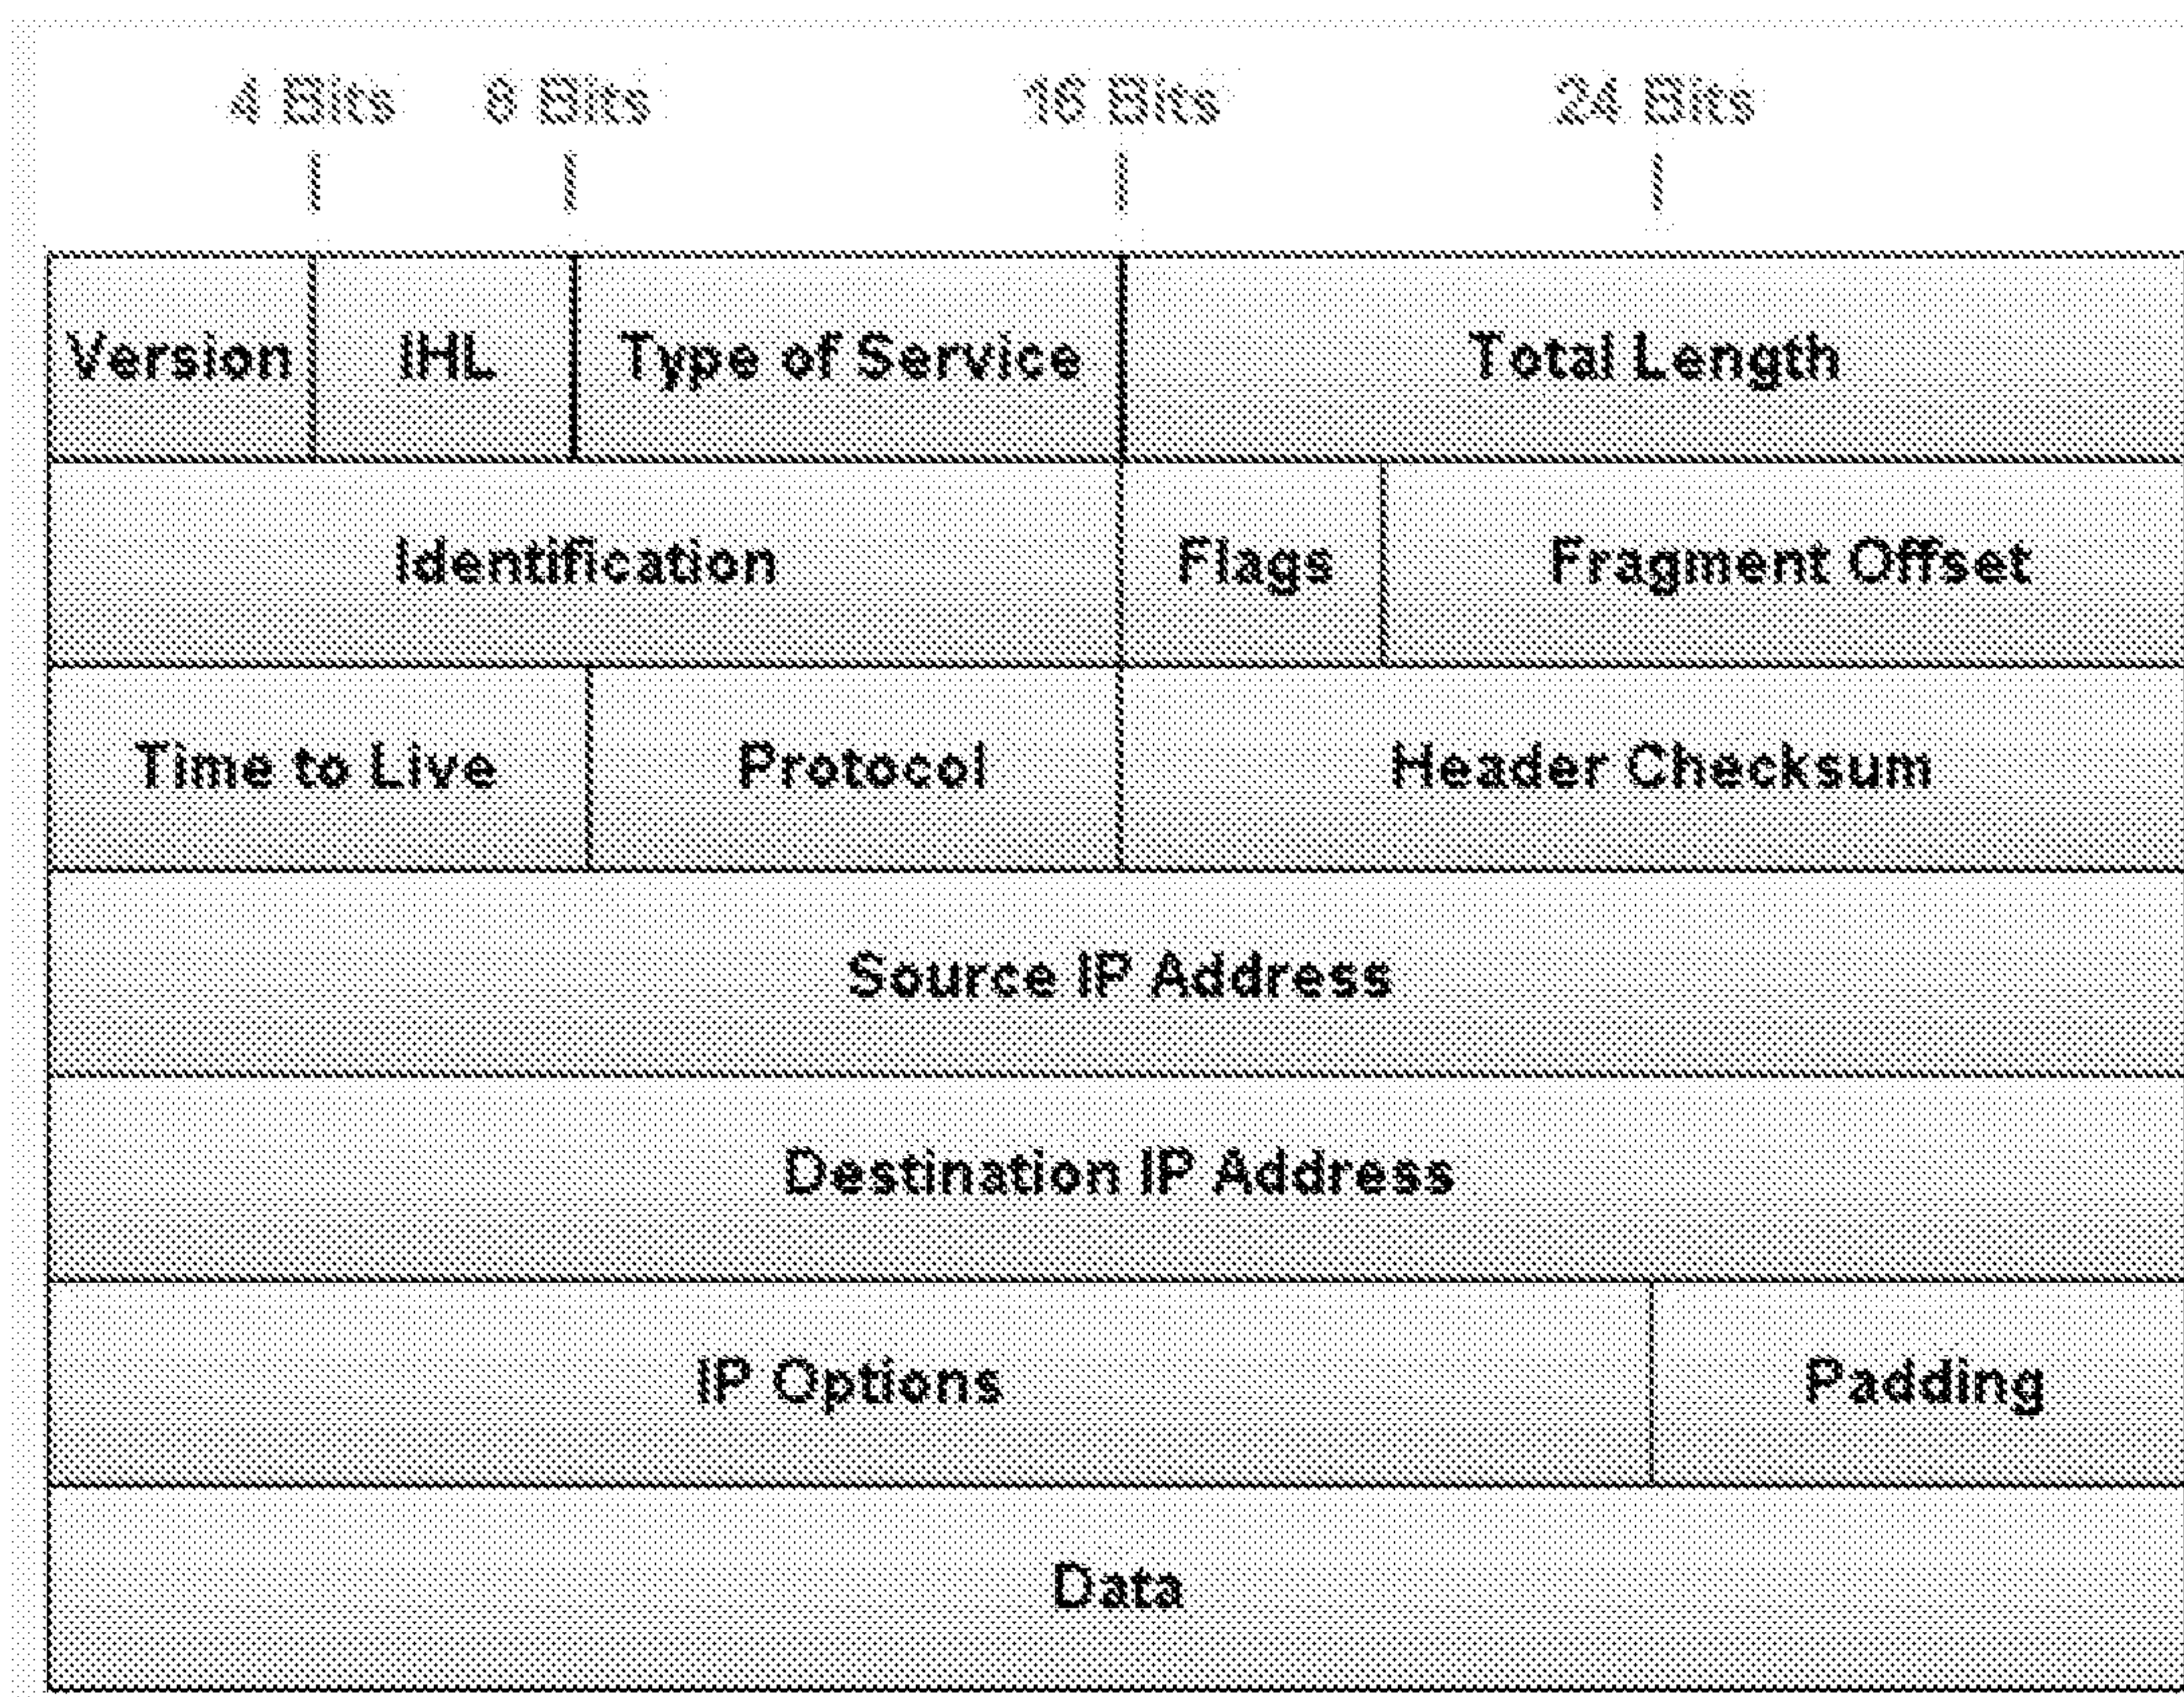 4 Bits 8 Bits 16 Bits 24 Bits
Version IHL Type of Service Total Length
Identification Flags Fragment Offset
Time to Live Protocol Header Checksum
Source IP Address
Destination IP Address
IP Options Padding
Data